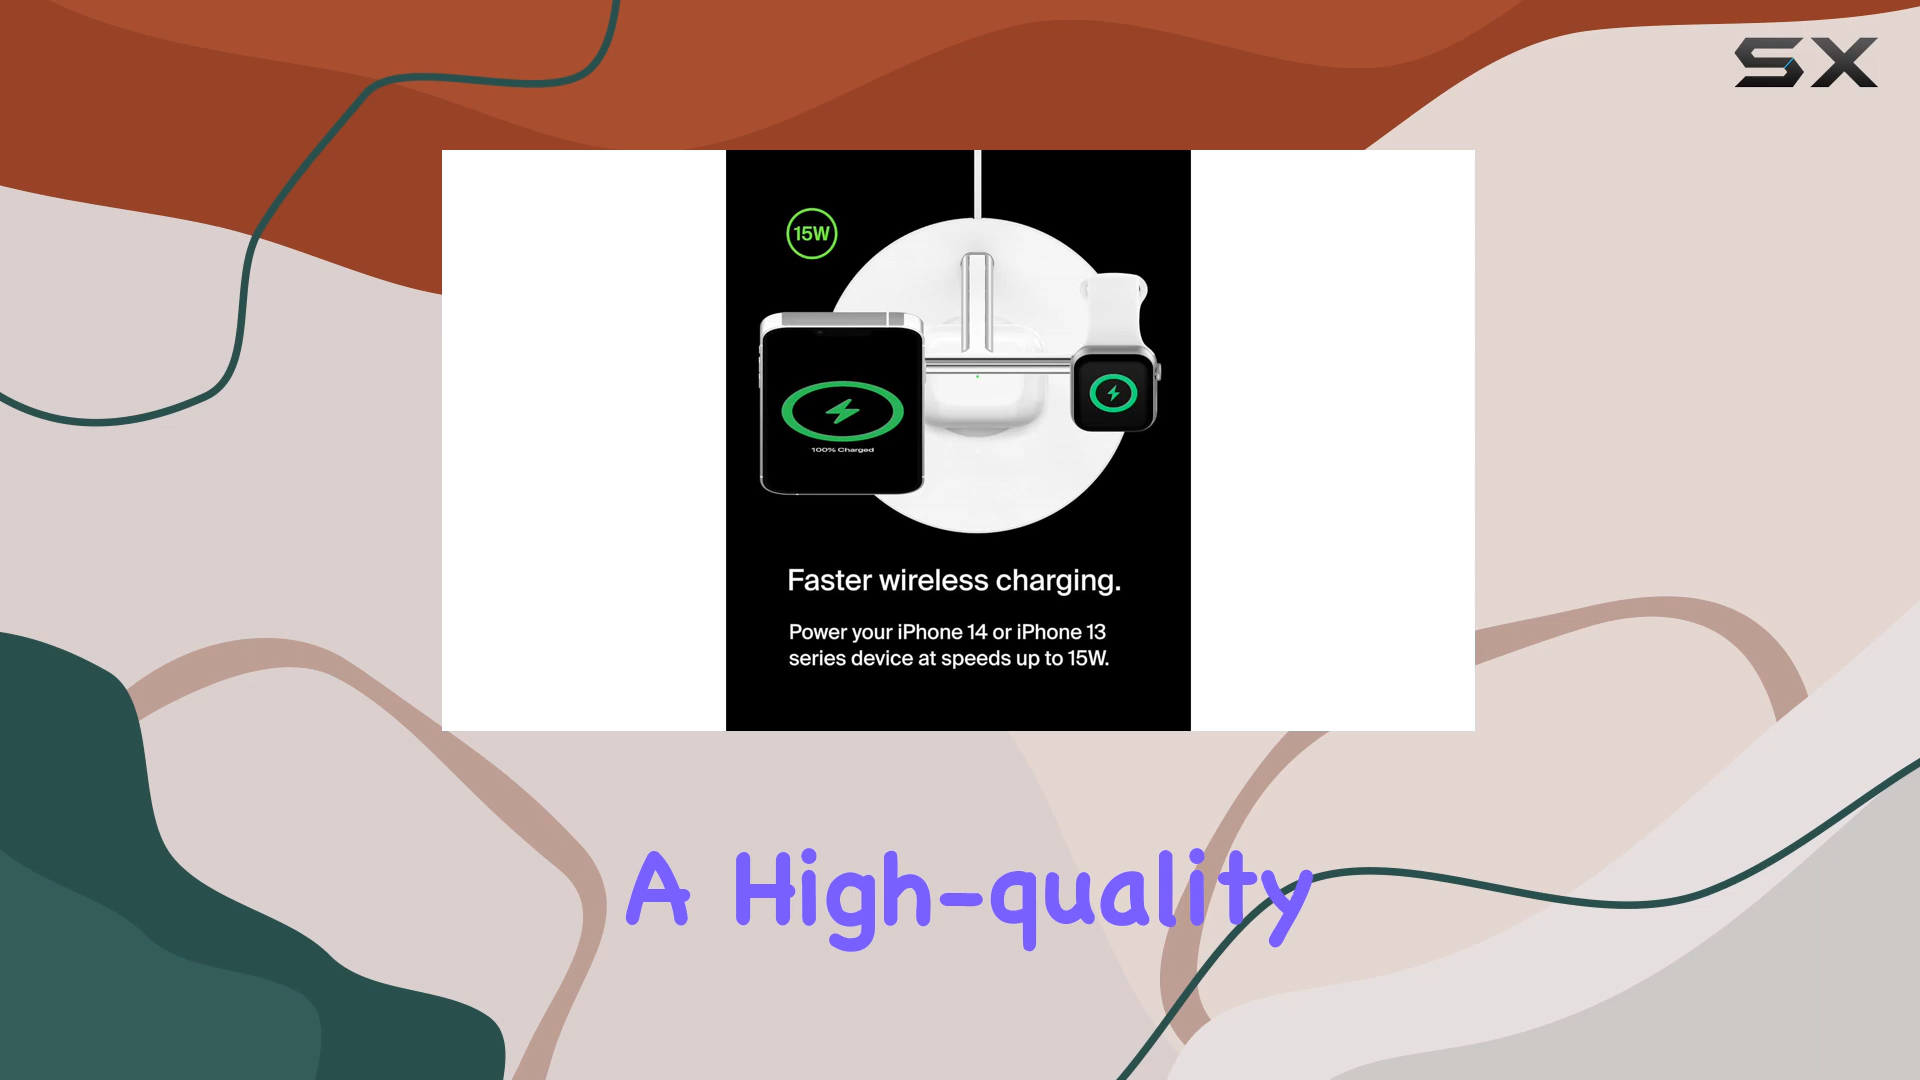 SX
15W
100% Charged
Faster wireless charging.
Power your iPhone 14 or iPhone 13
series device at speeds up to 15W.
A High-quality